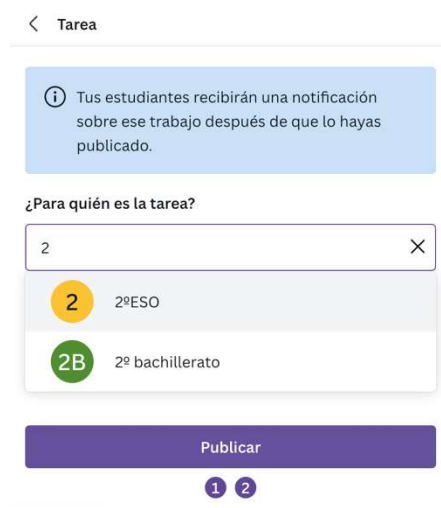 Tarea
Tus estudiantes recibirán una notificación
sobre ese trabajo después de que lo hayas
publicado.
¿Para quién es la tarea?
2
2 2ºESO
2B 2º bachillerato
Publicar
1 2